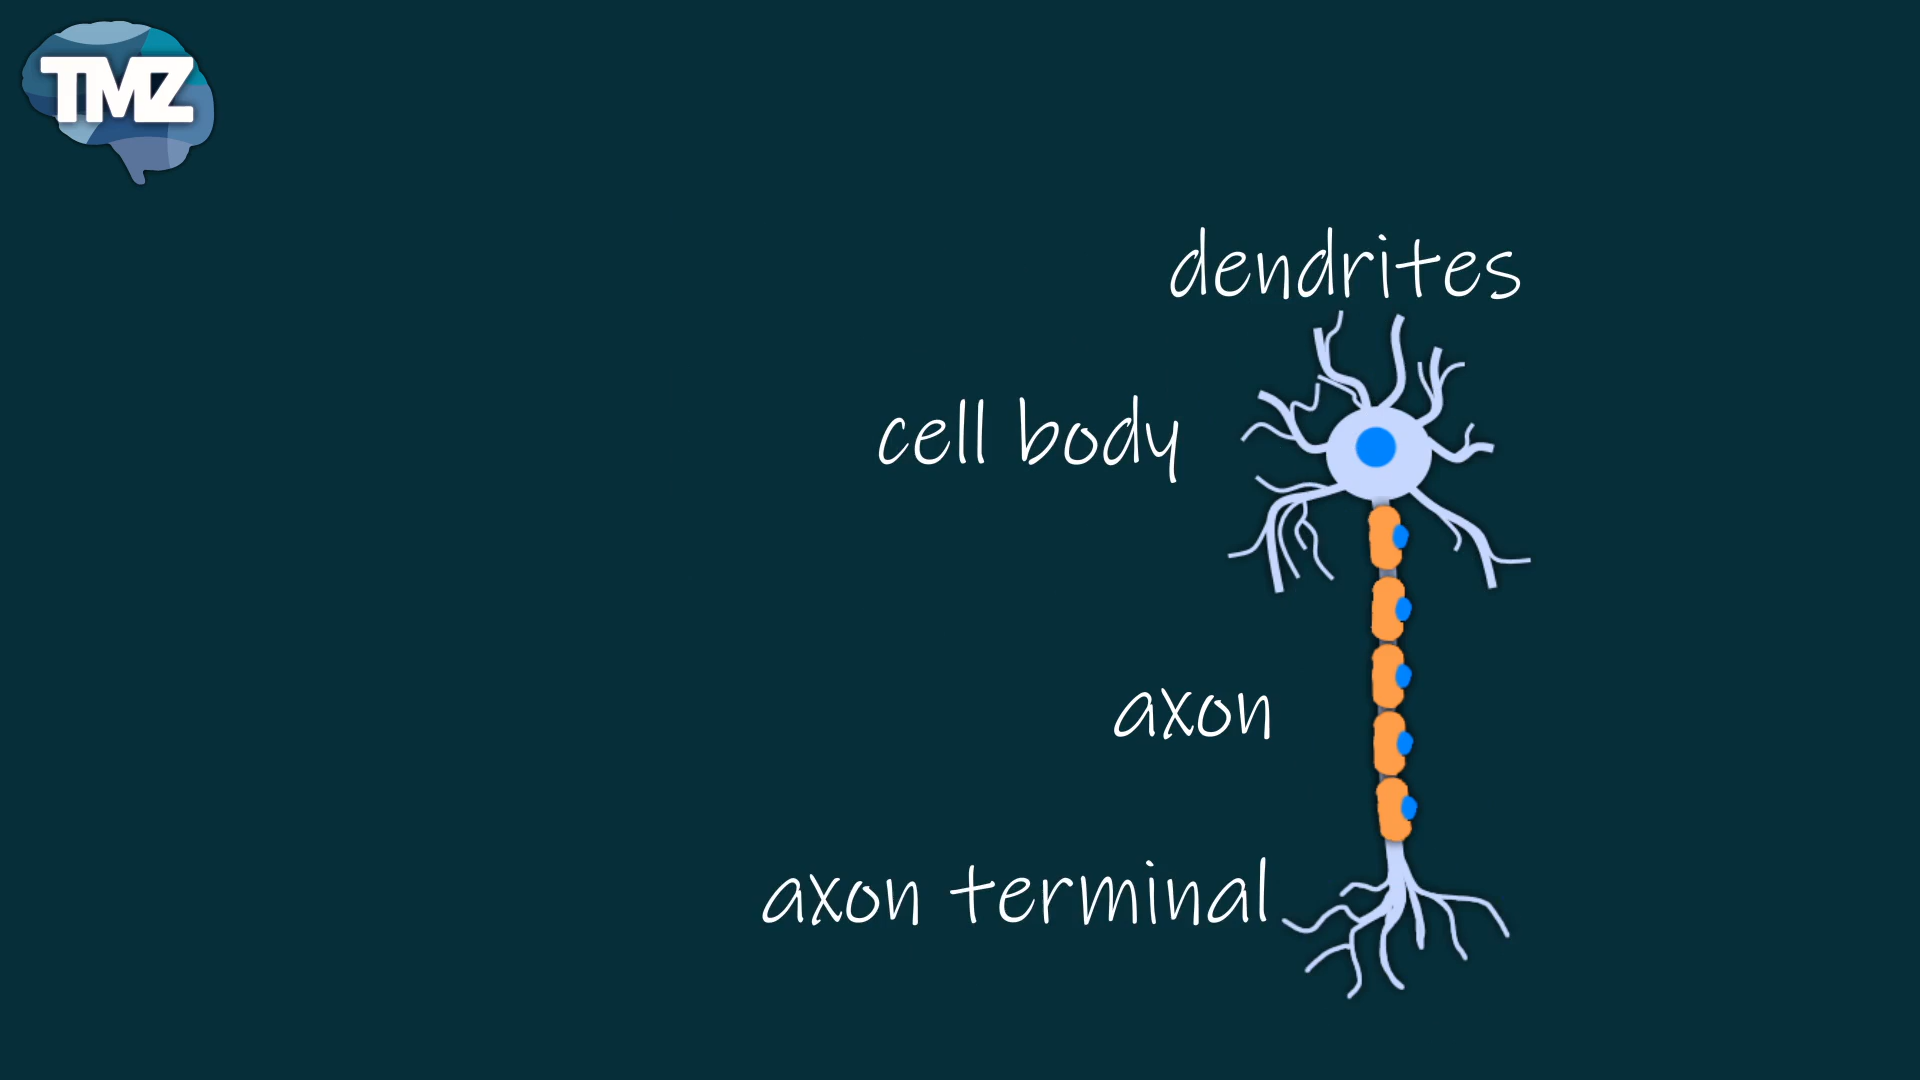 TMZ
dendrites
cell body
axon
axon terminal